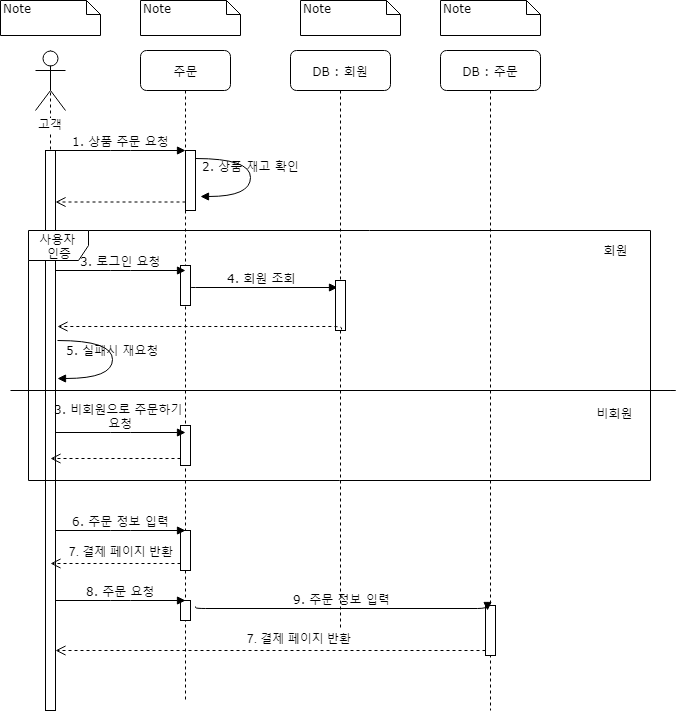 Note
Note
Note
Note
고객
주문
DB : 회원
DB : 주문
1. 상품 주문 요청
2. 상품 재고 확인
사용자
인증
회원
3. 로그인 요청
4. 회원 조회
5. 실패시 재요청
3. 비회원으로 주문하기
요청
비회원
6. 주문 정보 입력
7. 결제 페이지 반환
8. 주문 요청
9. 주문 정보 입력
7. 결제 페이지 반환